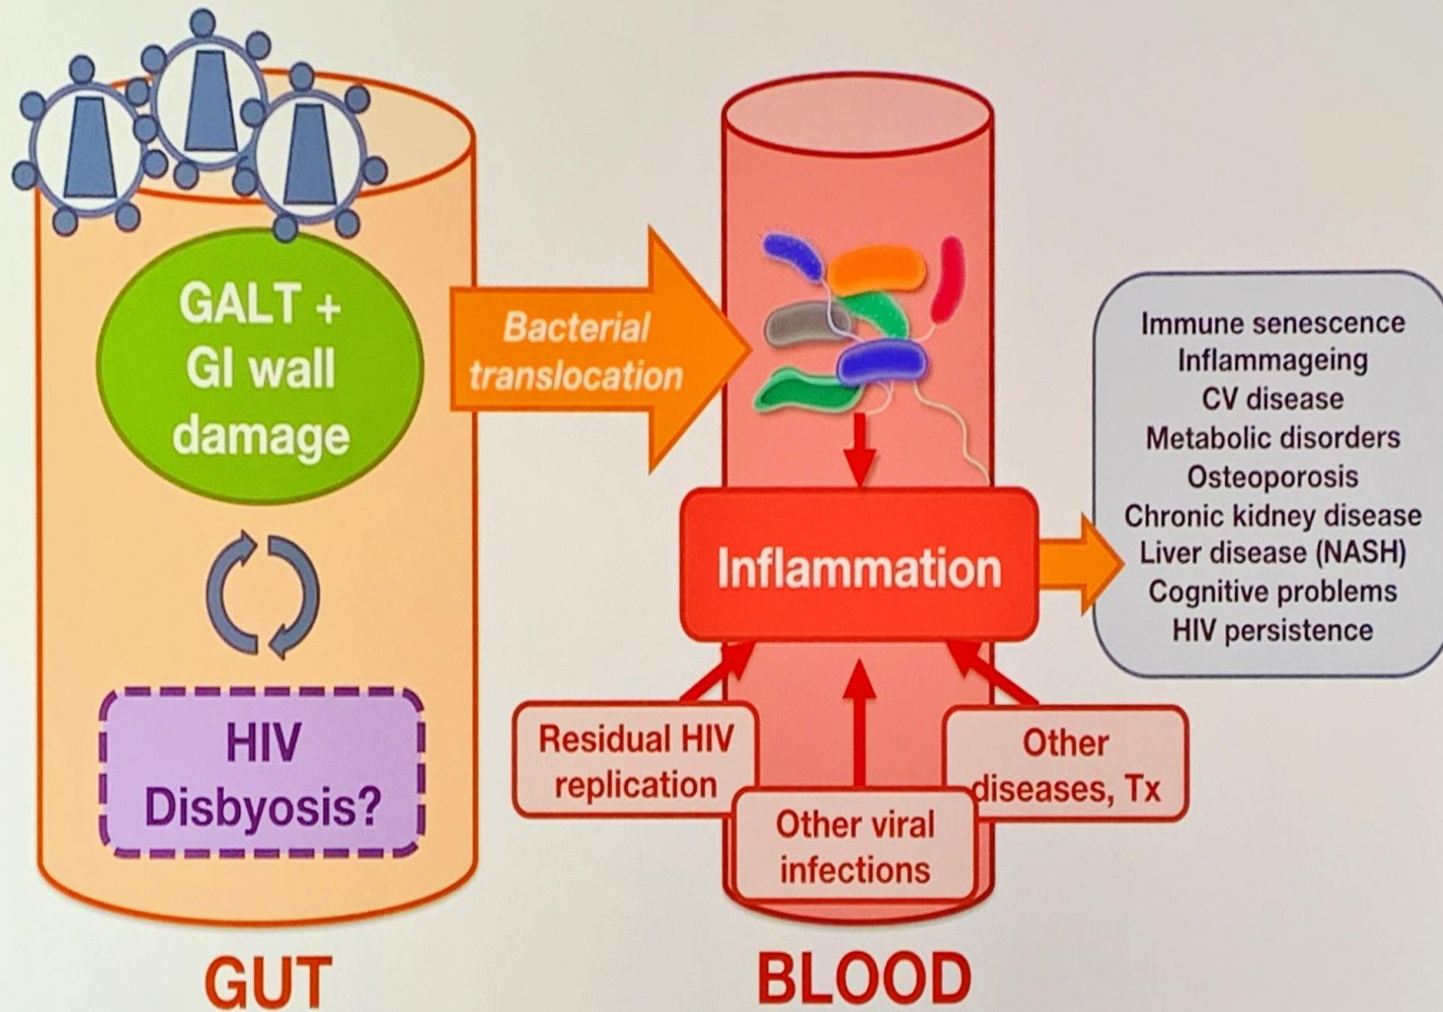 GALT +
GI wall
damage
HIV
Disbyosis?
GUT
Bacterial
translocation
Inflammation
Residual HIV
replication
Other viral
infections
Other
diseases, Tx
BLOOD
Immune senescence
Inflammageing
CV disease
Metabolic disorders
Osteoporosis
Chronic kidney disease
Liver disease (NASH)
Cognitive problems
HIV persistence